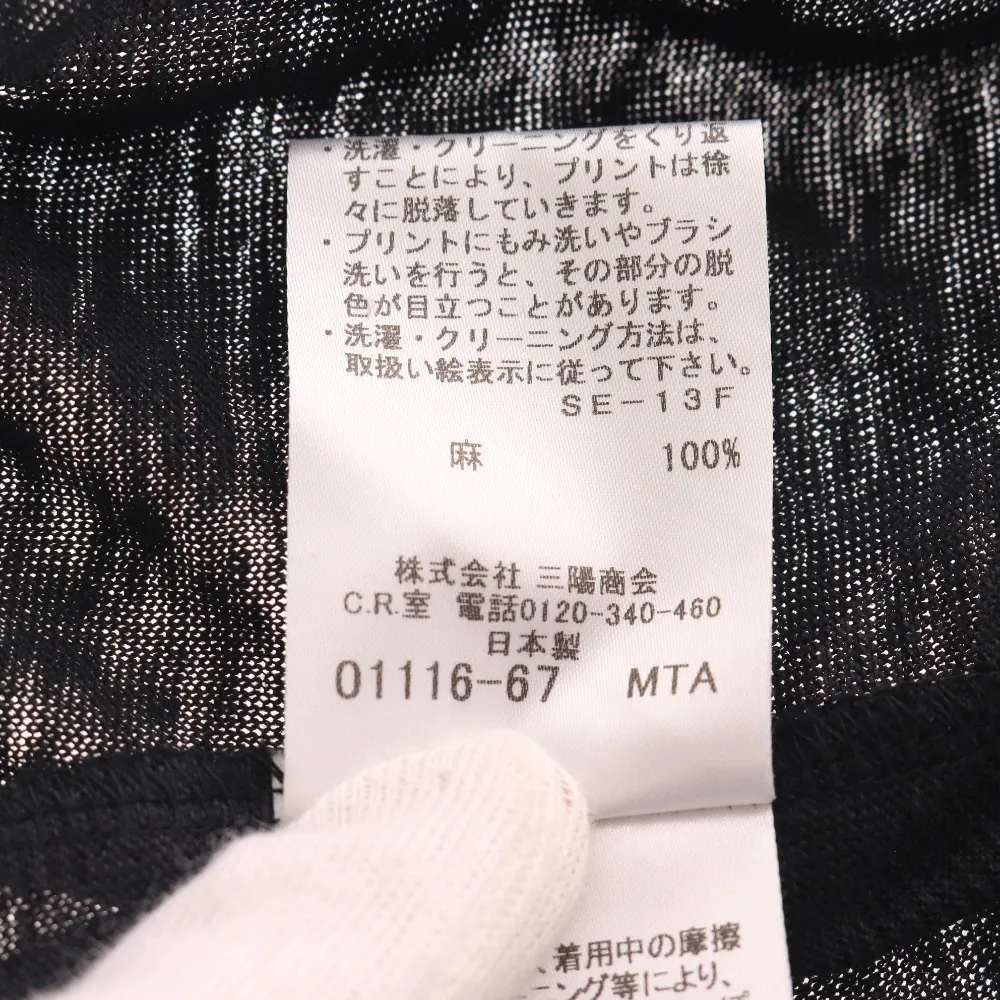 ・洗濯・クリーニングをくり返
すことにより、プリントは徐
々に脱落していきます。
・プリントにもみ洗いやブラシ
洗いを行うと、その部分の脱
色が目立つことがあります。
・洗濯・クリーニング方法は、
取扱い絵表示に従って下さい。
SE-13F
麻 100%
株式会社 三陽商会
C.R.室 電話0120-340-460
日本製
01116-67 MTA
、着用中の摩擦
ーニング等により、